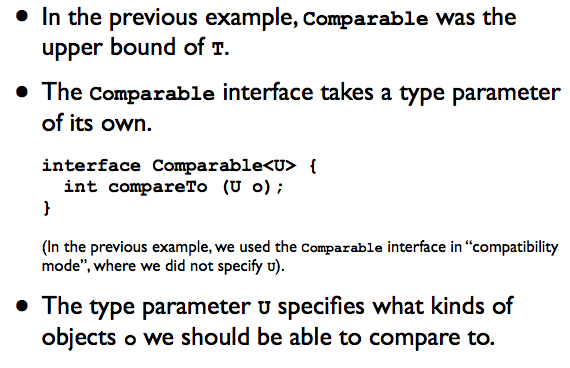 • In the previous example, Comparable was the
upper bound of T.
• The Comparable interface takes a type parameter
of its own.
interface Comparable<U> {
  int compareTo (U o);
}
(In the previous example, we used the Comparable interface in “compatibility
mode”, where we did not specify U).
• The type parameter U specifies what kinds of
objects o we should be able to compare to.